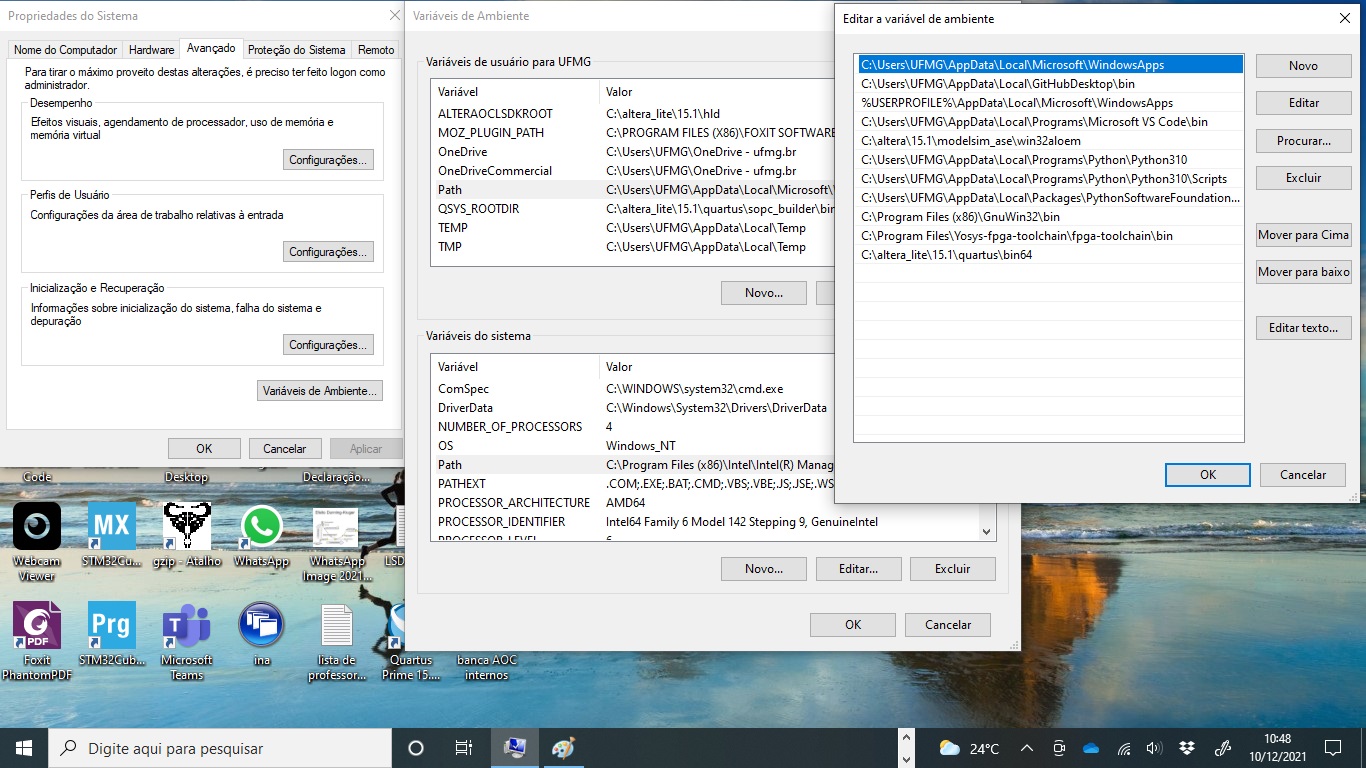 Propriedades do Sistema
Nome do Computador Hardware Avançado Proteção do Sistema Remoto
Para tirar o máximo proveito destas alterações, é preciso ter feito logon como
administrador.
Desempenho
Efeitos visuais, agendamento de processador, uso de memória e
memória virtual
Configurações...
Perfis de Usuário
Configurações da área de trabalho relativas à entrada
Configurações...
Inicialização e Recuperação
Informações sobre inicialização do sistema, falha do sistema e
depuração
Configurações...
Variáveis de Ambiente...
OK Cancelar Aplicar
Variáveis de Ambiente
Variáveis de usuário para UFMG
Variável Valor
ALTERAOCLSDKROOT C:\altera_lite\15.1\hld
MOZ_PLUGIN_PATH C:\PROGRAM FILES (X86)\FOXIT SOFTWARE
OneDrive C:\Users\UFMG\OneDrive - ufmg.br
OneDriveCommercial C:\Users\UFMG\OneDrive - ufmg.br
Path C:\Users\UFMG\AppData\Local\Microsoft\
QSYS_ROOTDIR C:\altera_lite\15.1\quartus\sopc_builder\bin
TEMP C:\Users\UFMG\AppData\Local\Temp
TMP C:\Users\UFMG\AppData\Local\Temp
Novo...
Variáveis do sistema
Variável Valor
ComSpec C:\WINDOWS\system32\cmd.exe
DriverData C:\Windows\System32\Drivers\DriverData
NUMBER_OF_PROCESSORS 4
OS Windows_NT
Path C:\Program Files (x86)\Intel\Intel(R) Manag
PATHEXT .COM;.EXE;.BAT;.CMD;.VBS;.VBE;.JS;.JSE;.WS
PROCESSOR_ARCHITECTURE AMD64
PROCESSOR_IDENTIFIER Intel64 Family 6 Model 142 Stepping 9, GenuineIntel
PROCESSOR_LEVEL 6
Novo... Editar... Excluir
OK Cancelar
Editar a variável de ambiente
C:\Users\UFMG\AppData\Local\Microsoft\WindowsApps
C:\Users\UFMG\AppData\Local\GitHubDesktop\bin
%USERPROFILE%\AppData\Local\Microsoft\WindowsApps
C:\Users\UFMG\AppData\Local\Programs\Microsoft VS Code\bin
C:\altera\15.1\modelsim_ase\win32aloem
C:\Users\UFMG\AppData\Local\Programs\Python\Python310
C:\Users\UFMG\AppData\Local\Programs\Python\Python310\Scripts
C:\Users\UFMG\AppData\Local\Packages\PythonSoftwareFoundation...
C:\Program Files (x86)\GnuWin32\bin
C:\Program Files\Yosys-fpga-toolchain\fpga-toolchain\bin
C:\altera_lite\15.1\quartus\bin64
Novo
Editar
Procurar...
Excluir
Mover para Cima
Mover para baixo
Editar texto...
OK Cancelar
Code Desktop Declaração...
MX
Webcam
Viewer
STM32Cu...
gzip - Atalho
WhatsApp
WhatsApp
Image 2021...
LSD
PDF
Prg
Foxit
PhantomPDF
STM32Cub...
Microsoft
Teams
ina
lista de
professor...
Quartus
Prime 15....
banca AOC
internos
Digite aqui para pesquisar
24°C
10:48
10/12/2021